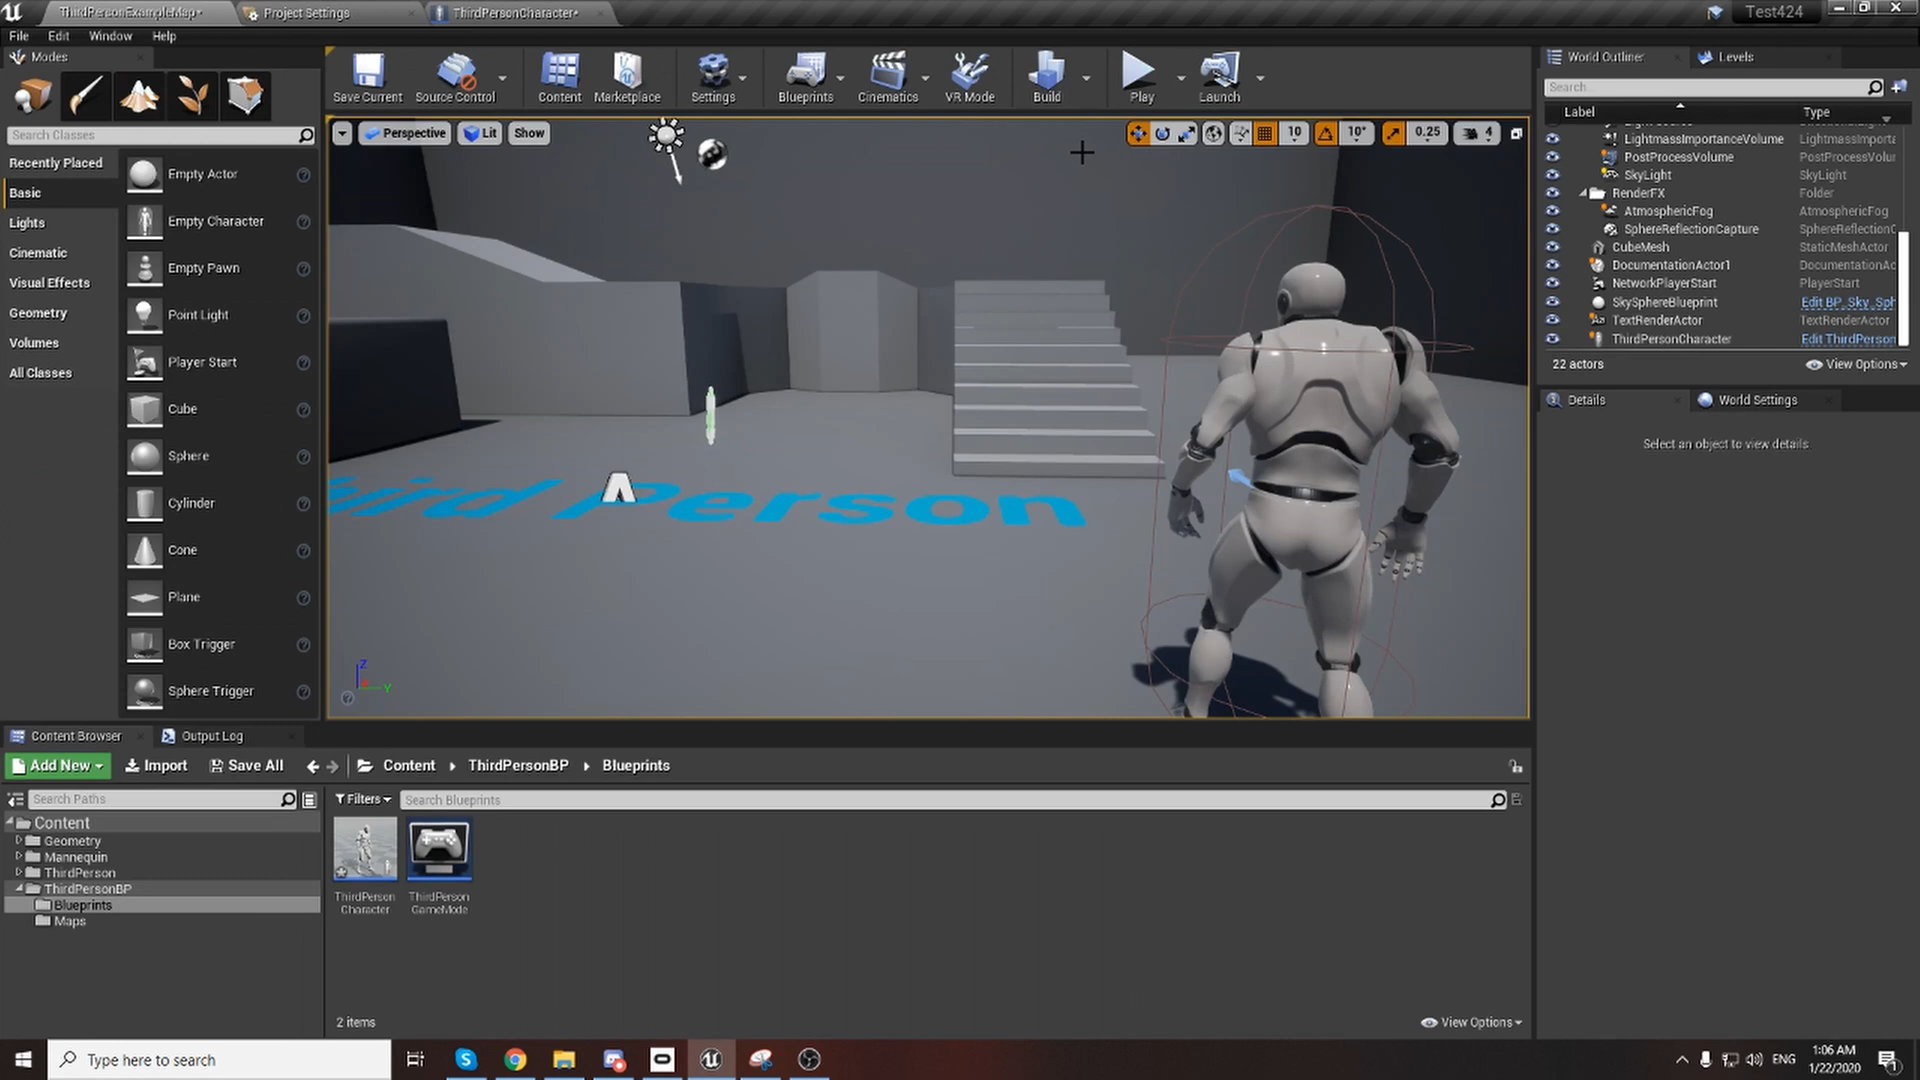 ThirdPersonExampleMap*
Project Settings
ThirdPersonCharacter*
Test424
File Edit Window Help
Modes
Save Current
Source Control
Content
Marketplace
Settings
Blueprints
Cinematics
VR Mode
Build
Play
Launch
World Outliner
Levels
Search
Label
Type
Search Classes
Recently Placed
Basic
Lights
Cinematic
Visual Effects
Geometry
Volumes
All Classes
Empty Actor
Empty Character
Empty Pawn
Point Light
Player Start
Cube
Sphere
Cylinder
Cone
Plane
Box Trigger
Sphere Trigger
Perspective
Lit
Show
10
10°
0.25
4
Person
Z
Y
LightmassImportanceVolume LightmassImporta
PostProcessVolume PostProcessVolur
SkyLight SkyLight
RenderFX Folder
AtmosphericFog AtmosphericFog
SphereReflectionCapture SphereReflectionC
CubeMesh StaticMeshActor
DocumentationActor1 DocumentationAc
NetworkPlayerStart PlayerStart
SkySphereBlueprint Edit BP_Sky_Sph
TextRenderActor TextRenderActor
ThirdPersonCharacter Edit ThirdPerson
22 actors
View Options
Details
World Settings
Select an object to view details.
Content Browser
Output Log
Add New
Import
Save All
Content
ThirdPersonBP
Blueprints
Search Paths
Filters
Search Blueprints
Content
Geometry
Mannequin
ThirdPerson
ThirdPersonBP
Blueprints
Maps
ThirdPerson
Character
ThirdPerson
GameMode
2 items
View Options
Type here to search
ENG
1:06 AM
1/22/2020
1